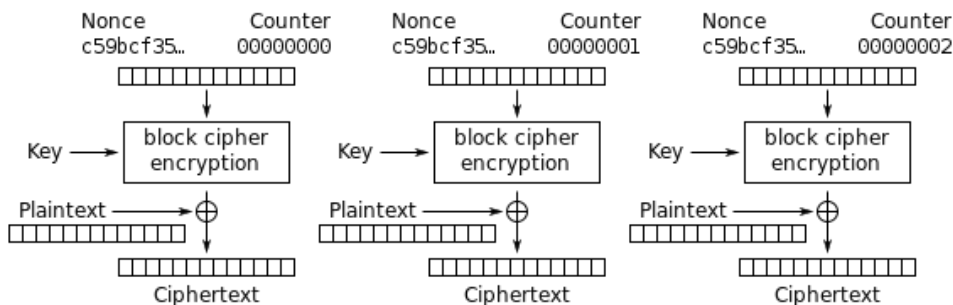 Nonce Counter Nonce Counter Nonce Counter
c59bcf35… 00000000 c59bcf35… 00000001 c59bcf35… 00000002
Key block cipher encryption Key block cipher encryption Key block cipher encryption
Plaintext Plaintext Plaintext
Ciphertext Ciphertext Ciphertext